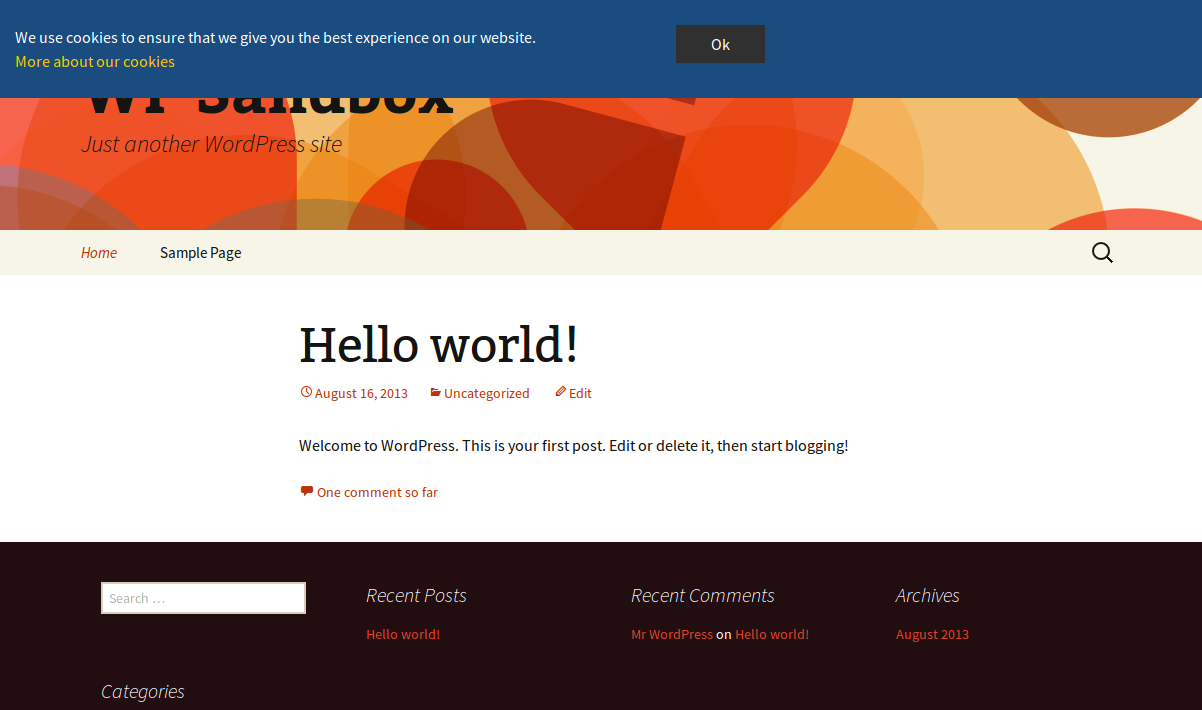 We use cookies to ensure that we give you the best experience on our website.
More about our cookies
Ok
WP Sandbox
Just another WordPress site
Home
Sample Page
Hello world!
August 16, 2013
Uncategorized
Edit
Welcome to WordPress. This is your first post. Edit or delete it, then start blogging!
One comment so far
Search …
Recent Posts
Hello world!
Recent Comments
Mr WordPress on Hello world!
Archives
August 2013
Categories